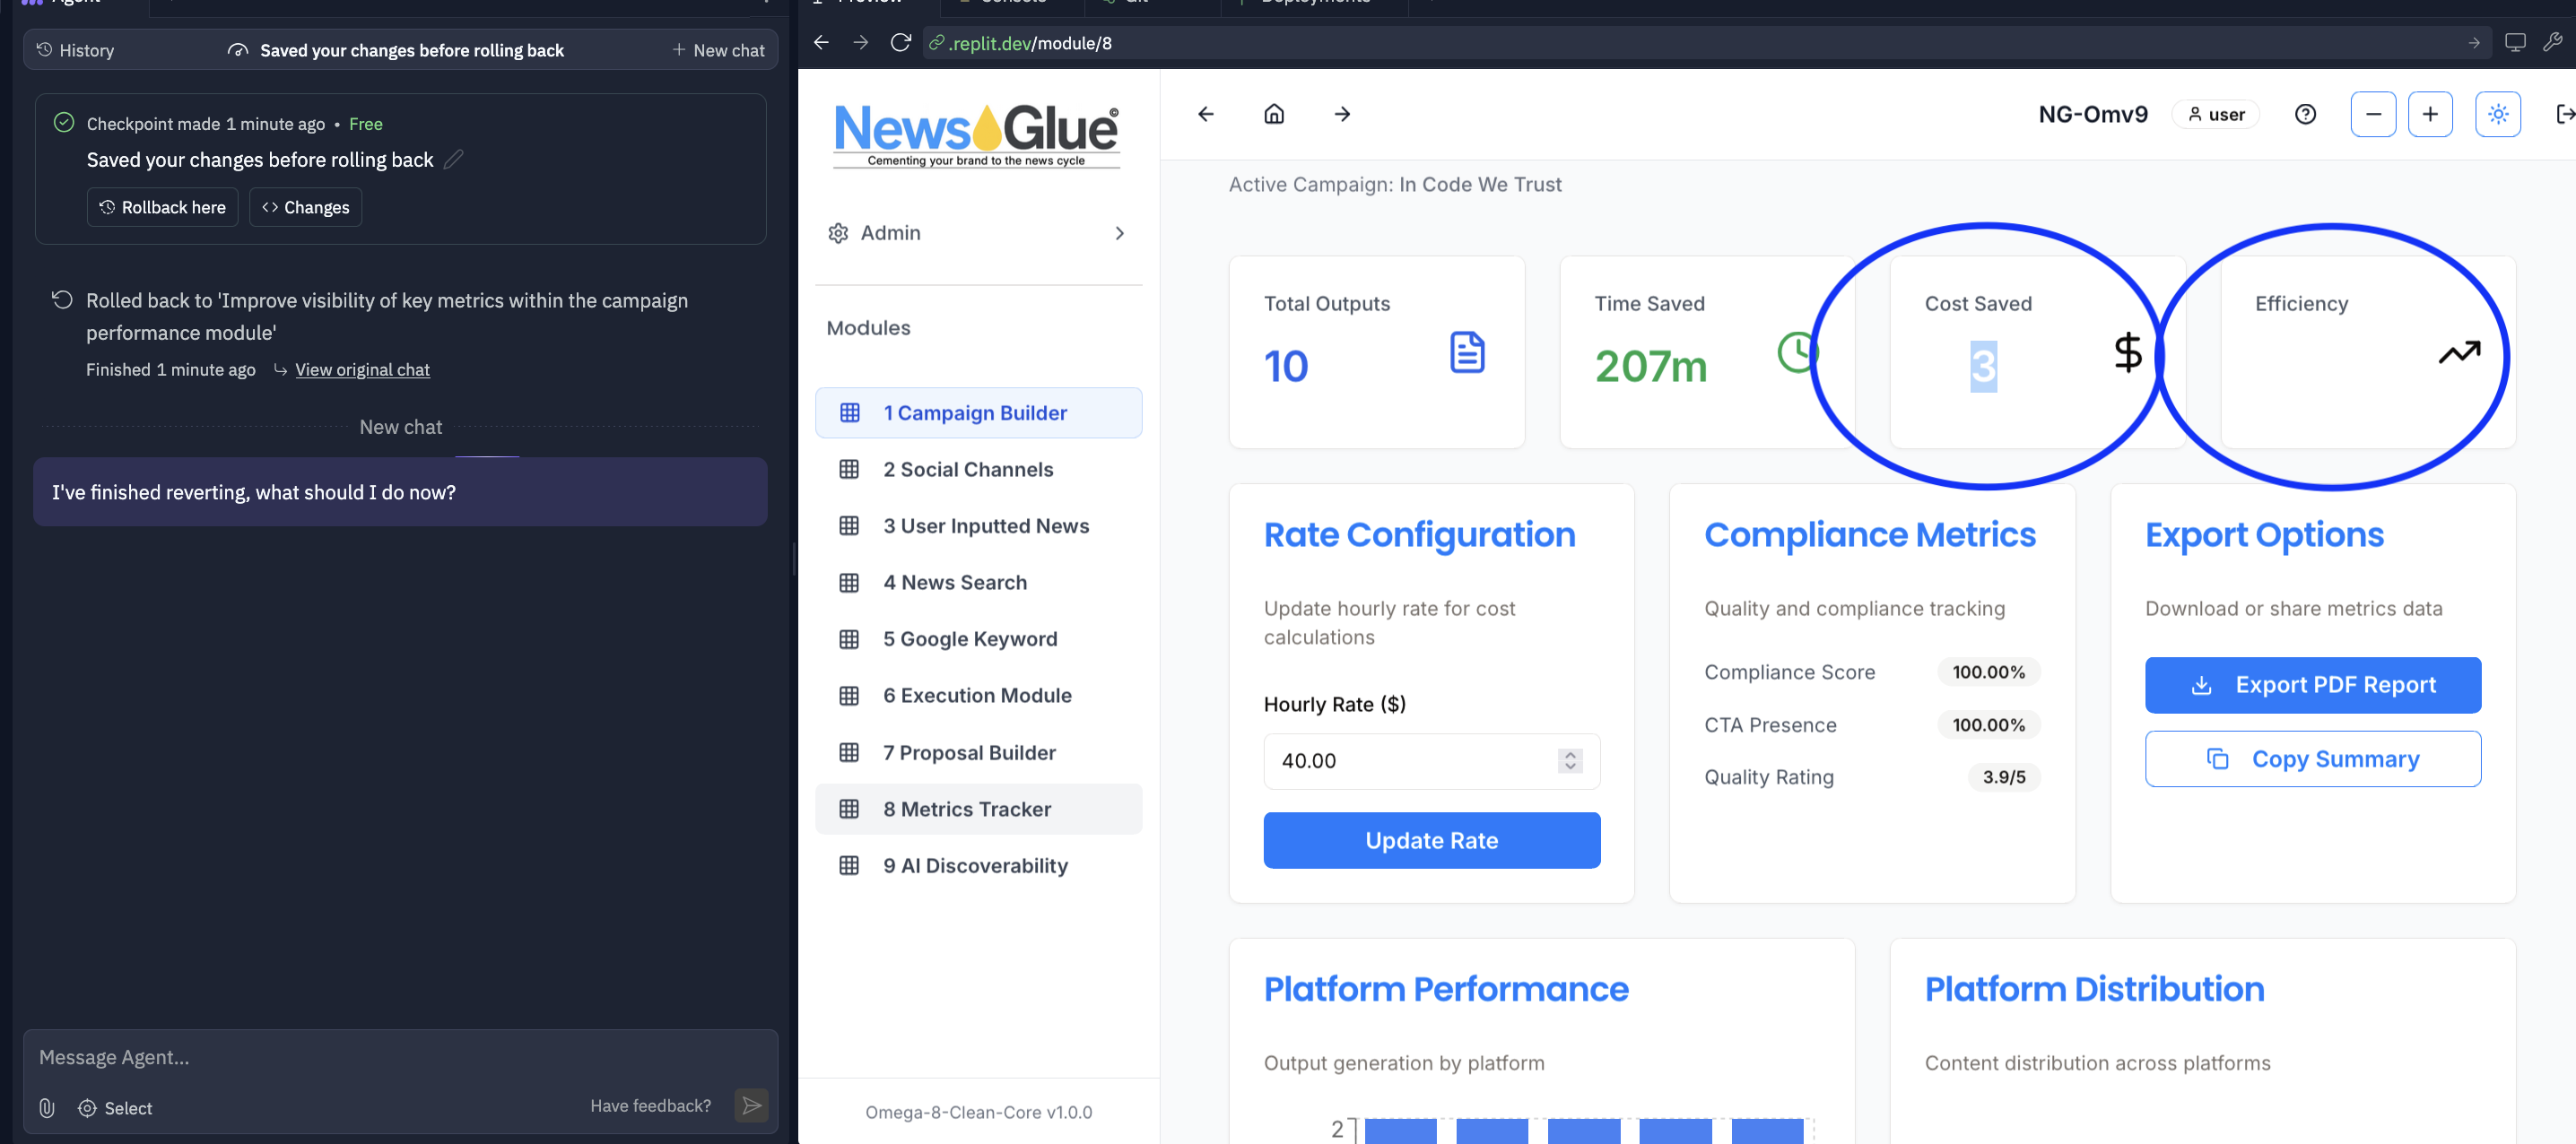 Agent
Preview
Console
Git
Deployments
History
Saved your changes before rolling back
New chat
.replit.dev/module/8
Checkpoint made 1 minute ago • Free
Saved your changes before rolling back
Rollback here
Changes
Rolled back to 'Improve visibility of key metrics within the campaign
performance module'
Finished 1 minute ago
View original chat
New chat
I've finished reverting, what should I do now?
Message Agent...
Select
Have feedback?
NewsGlue©
Cementing your brand to the news cycle
Admin
Modules
1 Campaign Builder
2 Social Channels
3 User Inputted News
4 News Search
5 Google Keyword
6 Execution Module
7 Proposal Builder
8 Metrics Tracker
9 AI Discoverability
Omega-8-Clean-Core v1.0.0
NG-Omv9
user
Active Campaign: In Code We Trust
Total Outputs
10
Time Saved
207m
Cost Saved
3
$
Efficiency
Rate Configuration
Update hourly rate for cost
calculations
Hourly Rate ($)
40.00
Update Rate
Compliance Metrics
Quality and compliance tracking
Compliance Score 100.00%
CTA Presence 100.00%
Quality Rating 3.9/5
Export Options
Download or share metrics data
Export PDF Report
Copy Summary
Platform Performance
Output generation by platform
2
Platform Distribution
Content distribution across platforms